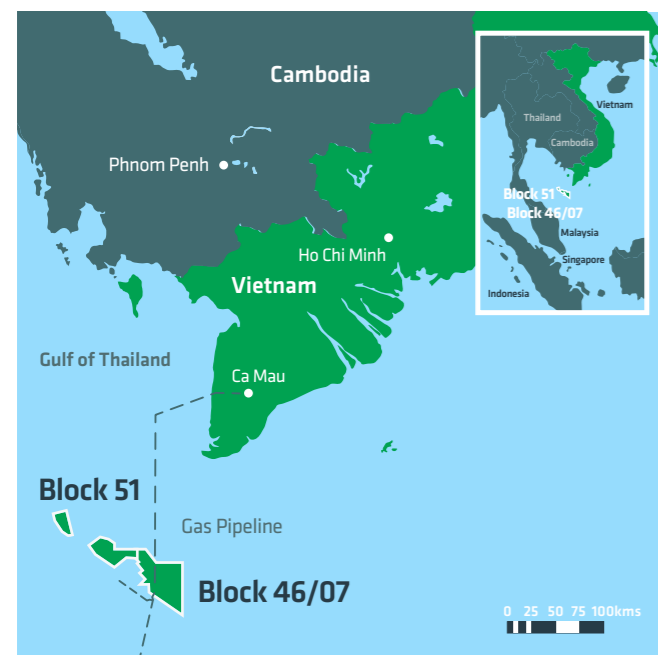 Cambodia
Phnom Penh
Ho Chi Minh
Vietnam
Gulf of Thailand
Ca Mau
Block 51
Gas Pipeline
Block 46/07
0 25 50 75 100kms
Vietnam
Thailand
Cambodia
Block 51
Block 46/07
Malaysia
Singapore
Indonesia